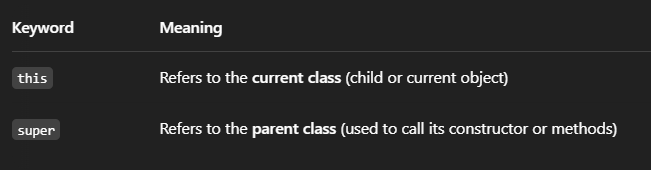 Keyword Meaning
this Refers to the current class (child or current object)
super Refers to the parent class (used to call its constructor or methods)